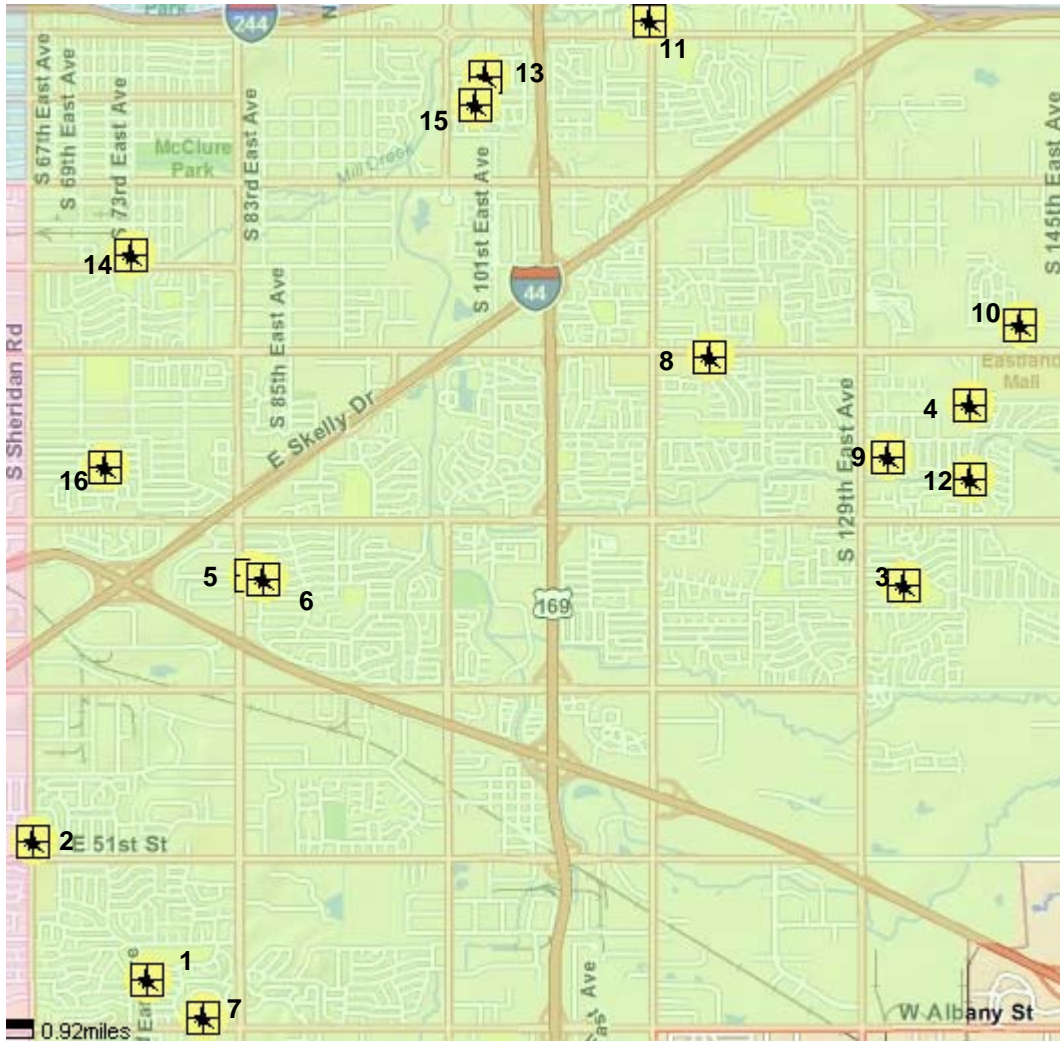 Park
244
N
11
S 67th East Ave
S 69th East Ave
S 73rd East Ave
S 83rd East Ave
13
15
McClure
Park
Mill Creek
S 101st East Ave
S 145th East Ave
14
44
S 85th East Ave
10
8
Eastland
Mall
S Sheridan Rd
E Skelly Dr
4
S 129th East Ave
9
12
16
5
6
3
169
2
E 51st St
1
7
Ave
W Albany St
0.92miles